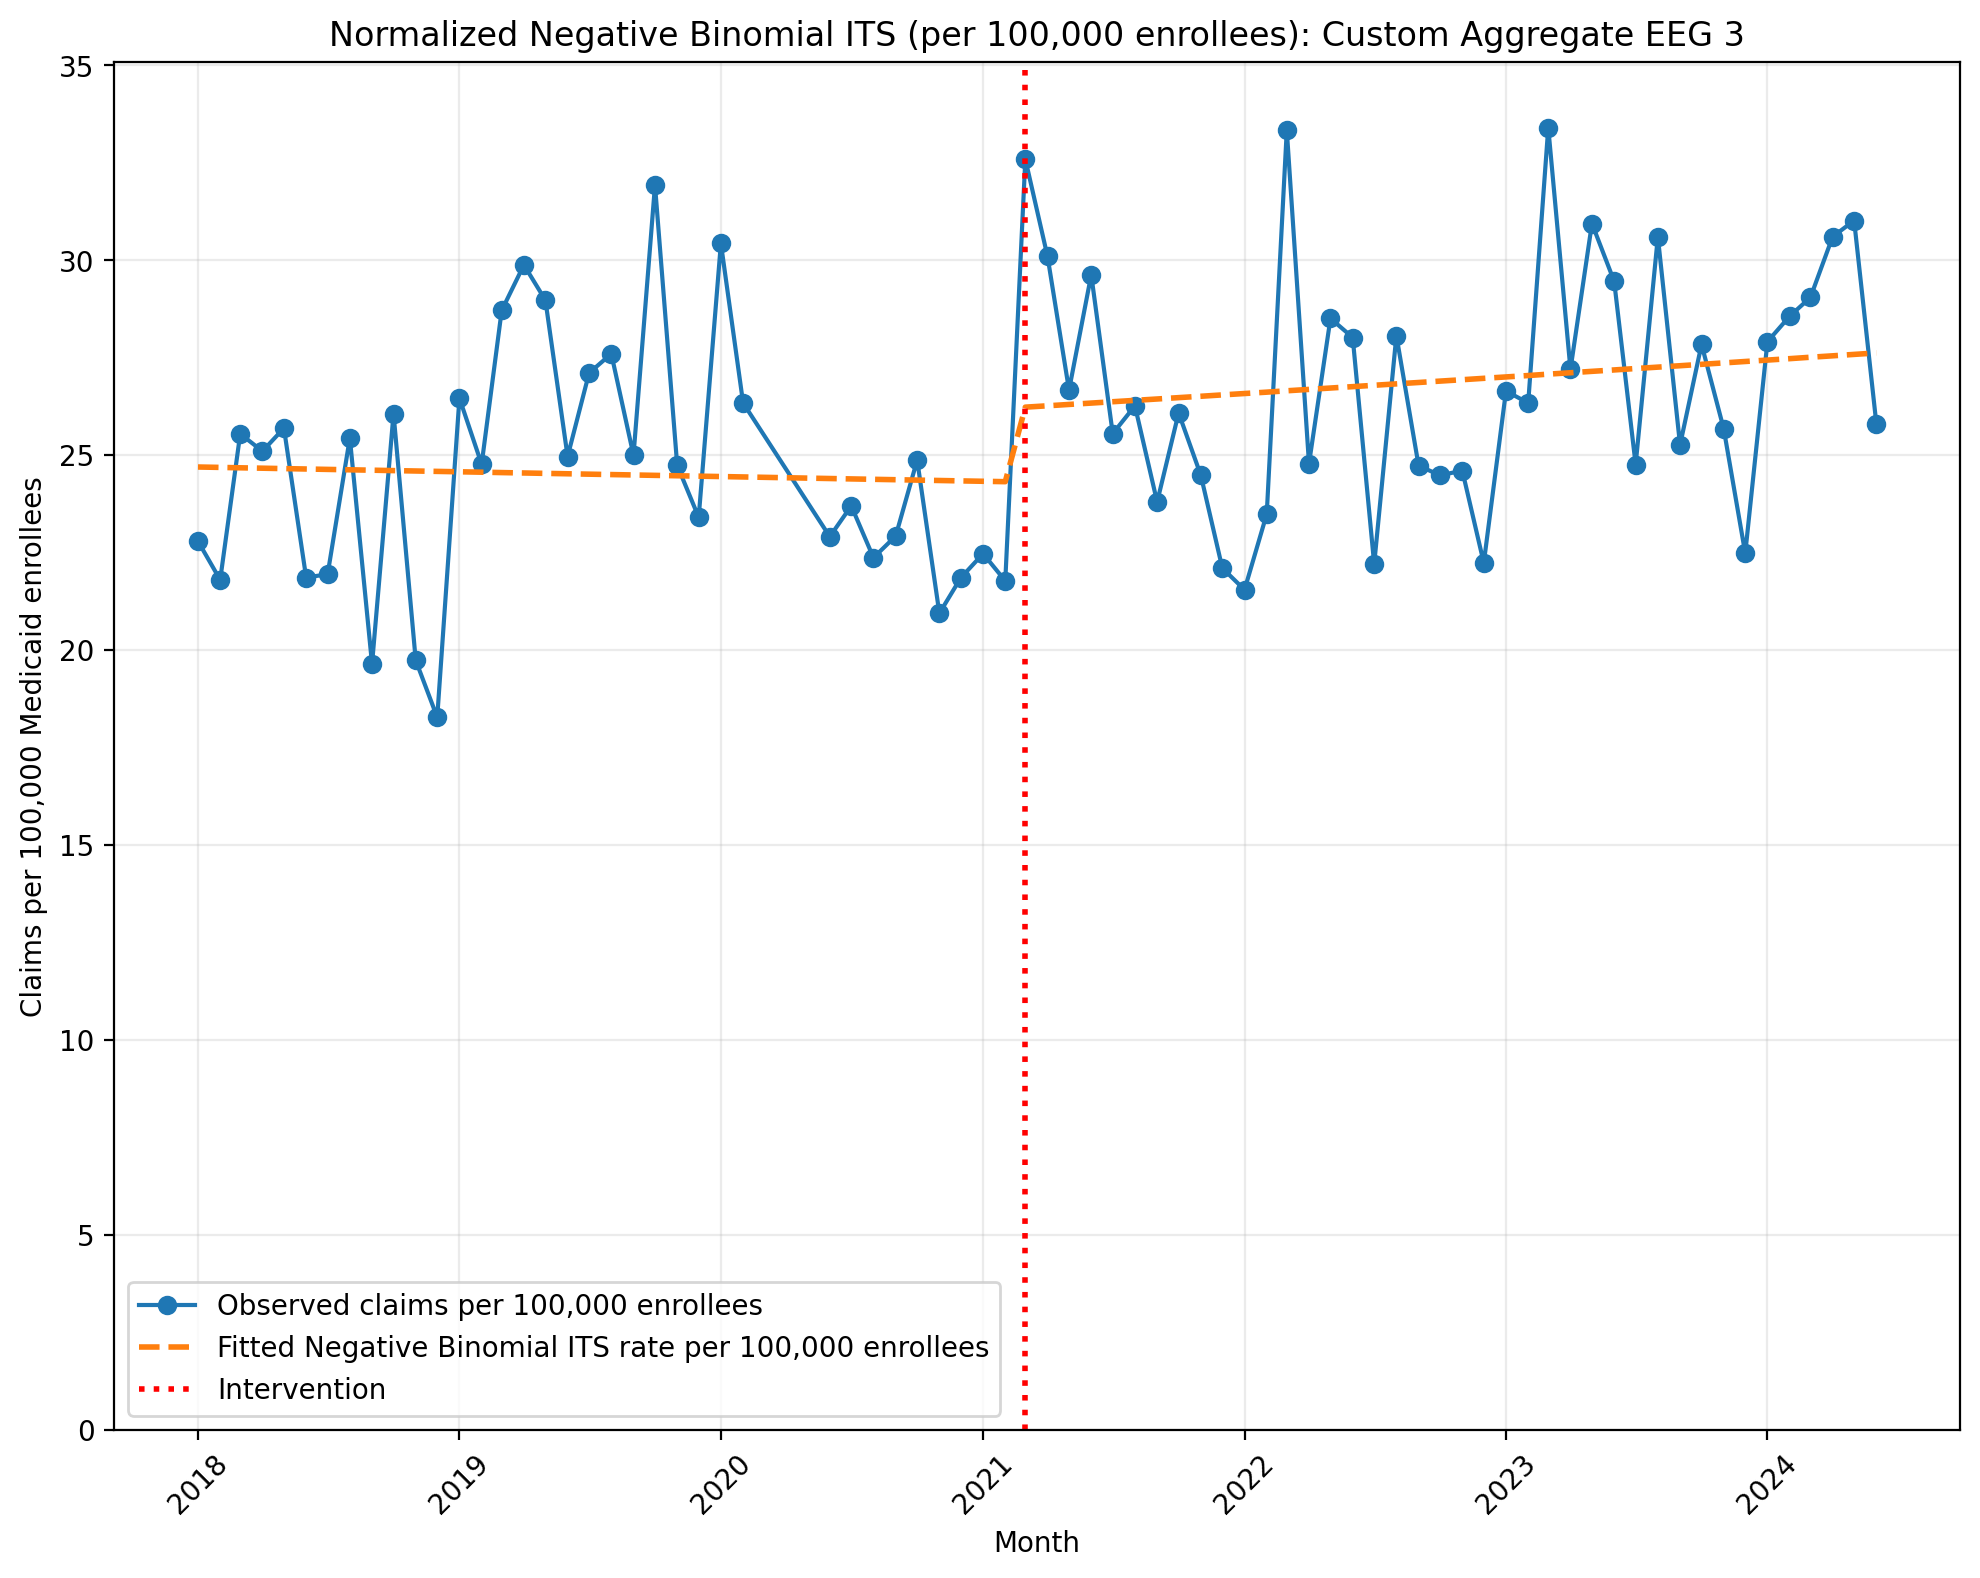 Normalized Negative Binomial ITS (per 100,000 enrollees): Custom Aggregate EEG 3
Claims per 100,000 Medicaid enrollees
35
30
25
20
15
10
5
0
Observed claims per 100,000 enrollees
Fitted Negative Binomial ITS rate per 100,000 enrollees
Intervention
2018
2019
2020
2021
2022
2023
2024
Month